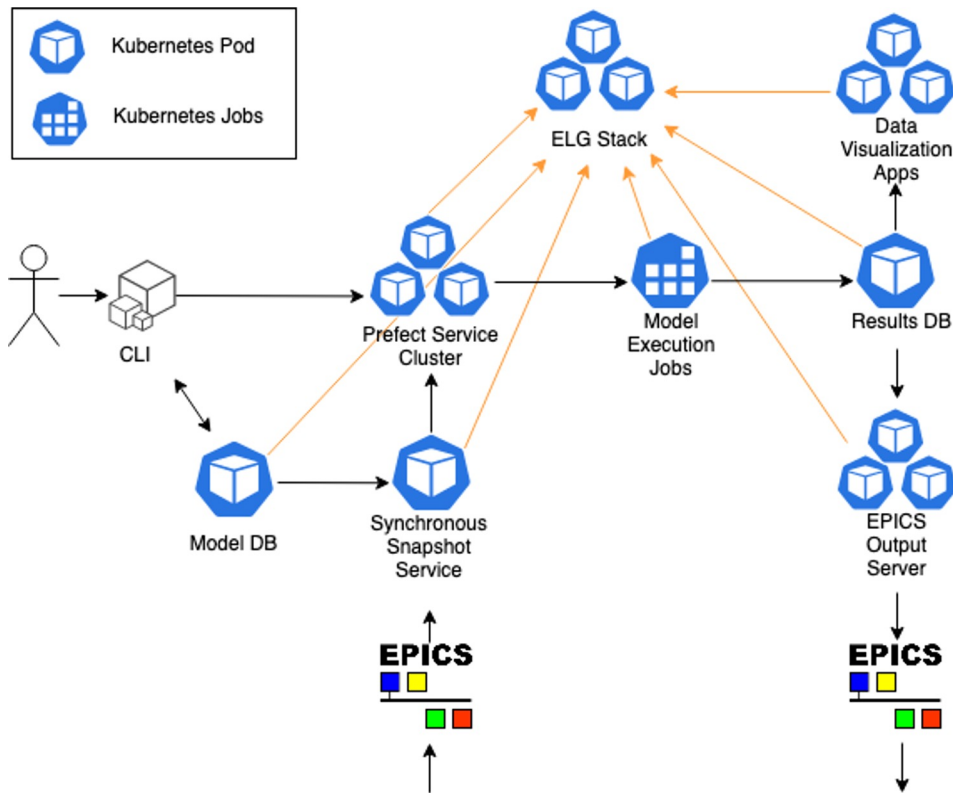 Kubernetes Pod
Kubernetes Jobs
ELG Stack
Data
Visualization
Apps
CLI
Prefect Service
Cluster
Model
Execution
Jobs
Results DB
Model DB
Synchronous
Snapshot
Service
EPICS
Output
Server
EPICS
EPICS